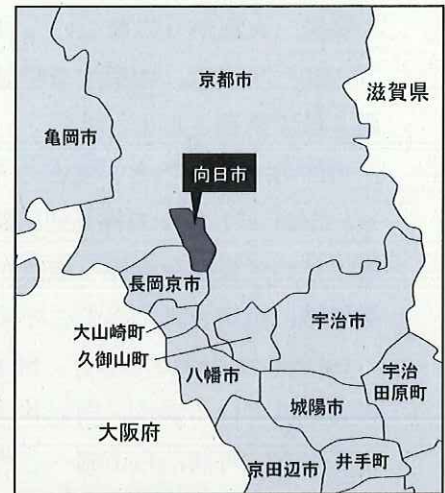 京都市
滋賀県
亀岡市
向日市
長岡京市
大山崎町
宇治市
久御山町
八幡市
宇治
田原町
城陽市
大阪府
京田辺市
井手町